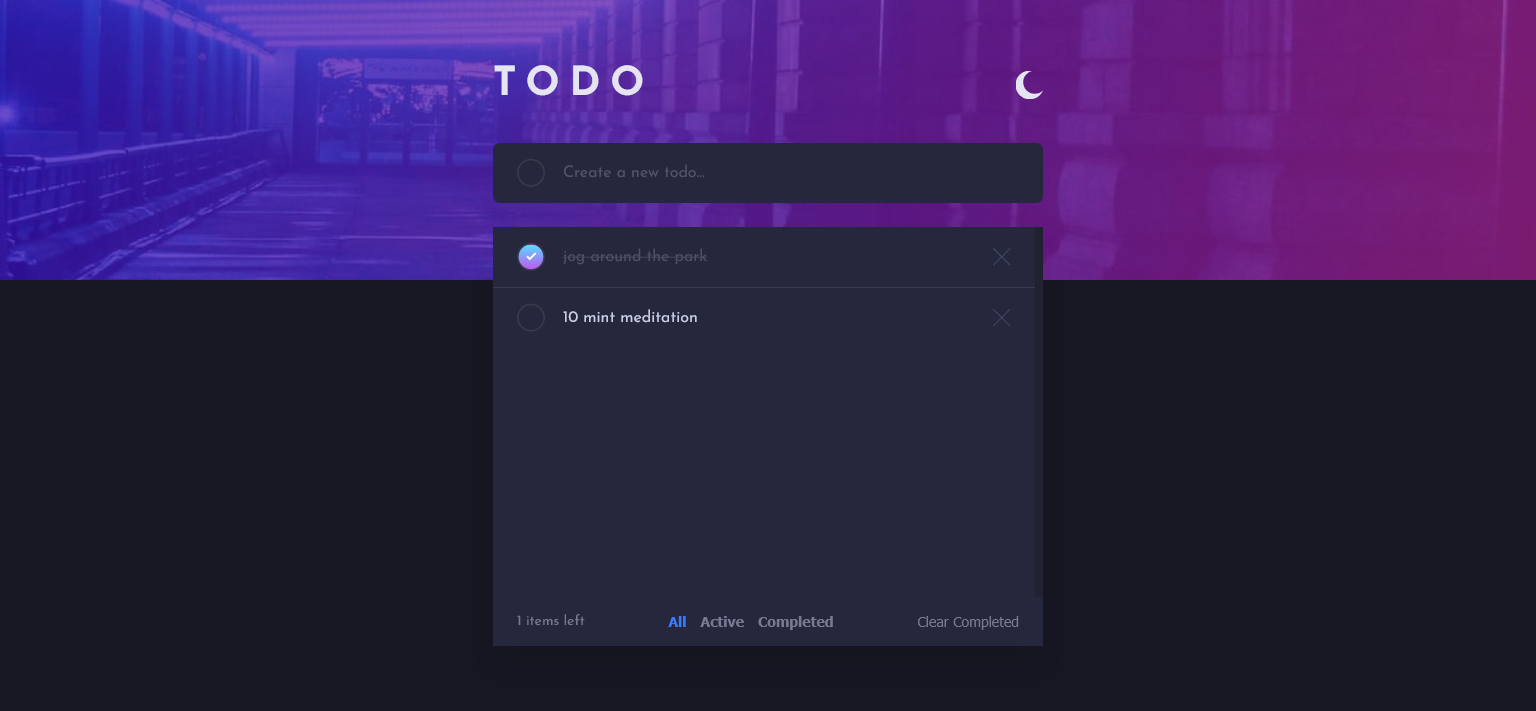 TODO
Create a new todo...
jog around the park
10 mint meditation
1 items left All Active Completed Clear Completed